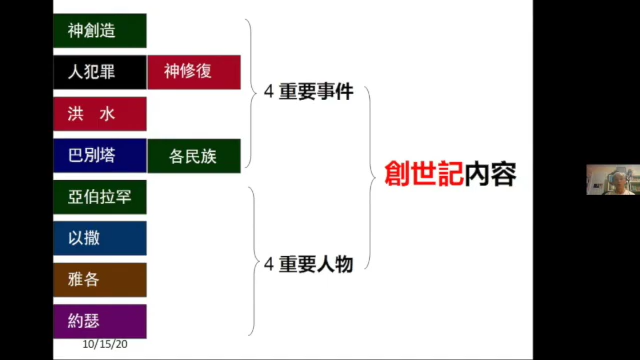 神創造
人犯罪 神修復
洪 水
巴別塔 各民族
亞伯拉罕
以撒
雅各
約瑟
4 重要事件
4 重要人物
創世記內容
10/15/20